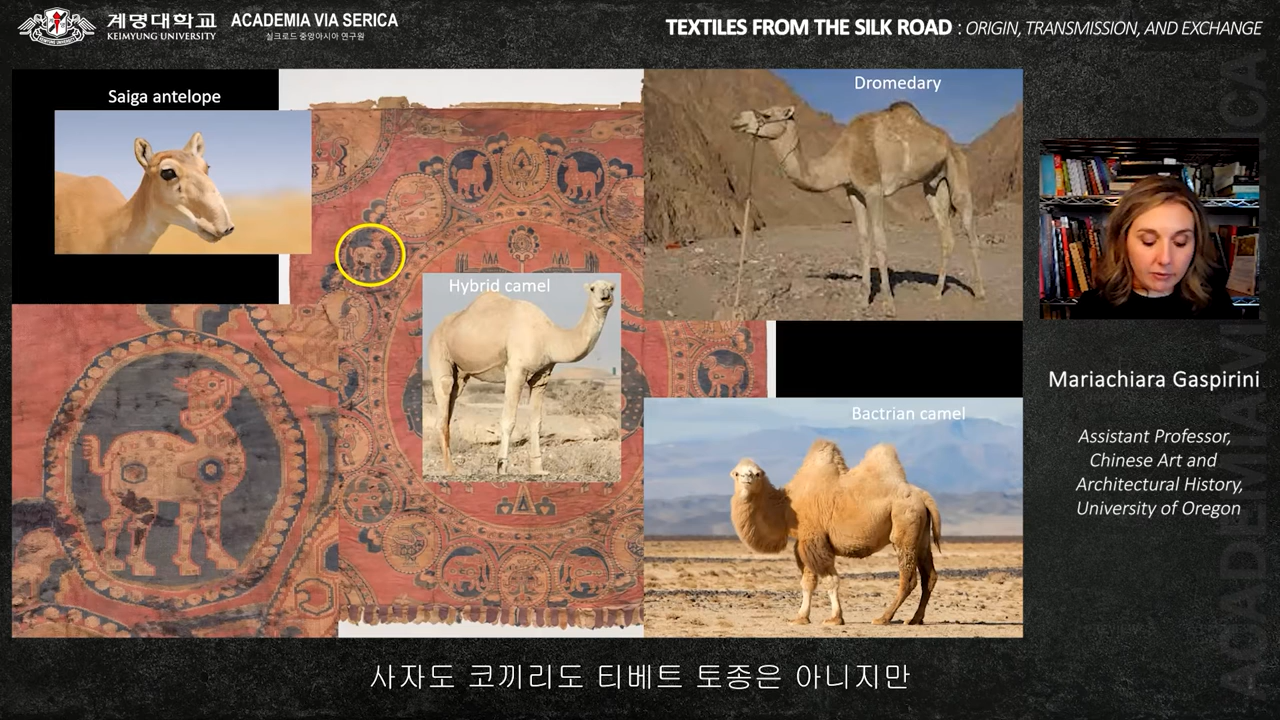 계명대학교
KEIMYUNG UNIVERSITY
ACADEMIA VIA SERICA
실크로드 중앙아시아 연구원
TEXTILES FROM THE SILK ROAD : ORIGIN, TRANSMISSION, AND EXCHANGE
Saiga antelope
Dromedary
Hybrid camel
Bactrian camel
Mariachiara Gaspirini
Assistant Professor,
Chinese Art and
Architectural History,
University of Oregon
ACADEMIA VIA SERICA
사자도 코끼리도 티베트 토종은 아니지만